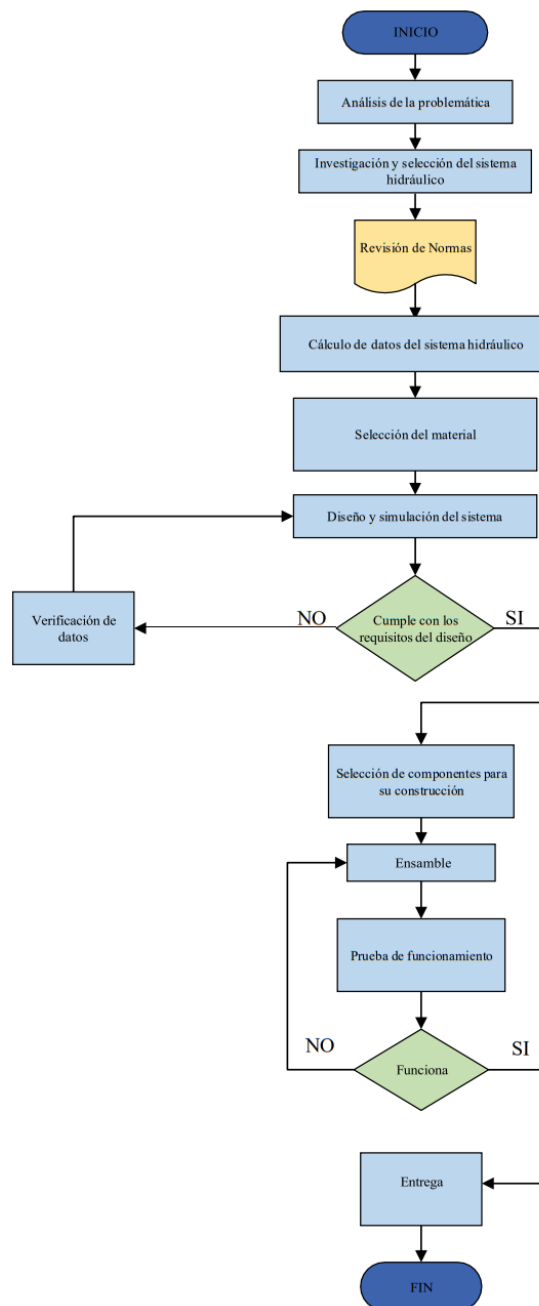 INICIO
Análisis de la problemática
Investigación y selección del sistema
hidráulico
Revisión de Normas
Cálculo de datos del sistema hidráulico
Selección del material
Diseño y simulación del sistema
Verificación de
datos
NO
Cumple con los
requisitos del diseño
SI
Selección de componentes para
su construcción
Ensamble
Prueba de funcionamiento
NO
Funciona
SI
Entrega
FIN